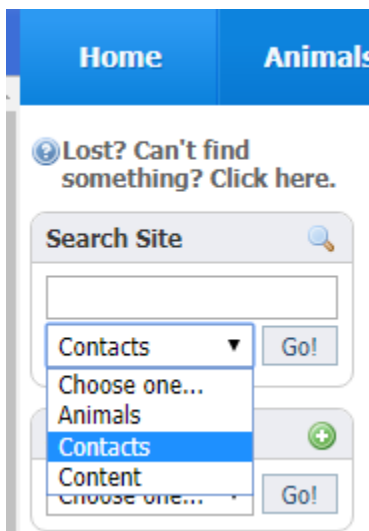 Home
Animals
Lost? Can't find
something? Click here.
Search Site
Contacts
Go!
Choose one...
Animals
Contacts
Content
Choose one...
Go!